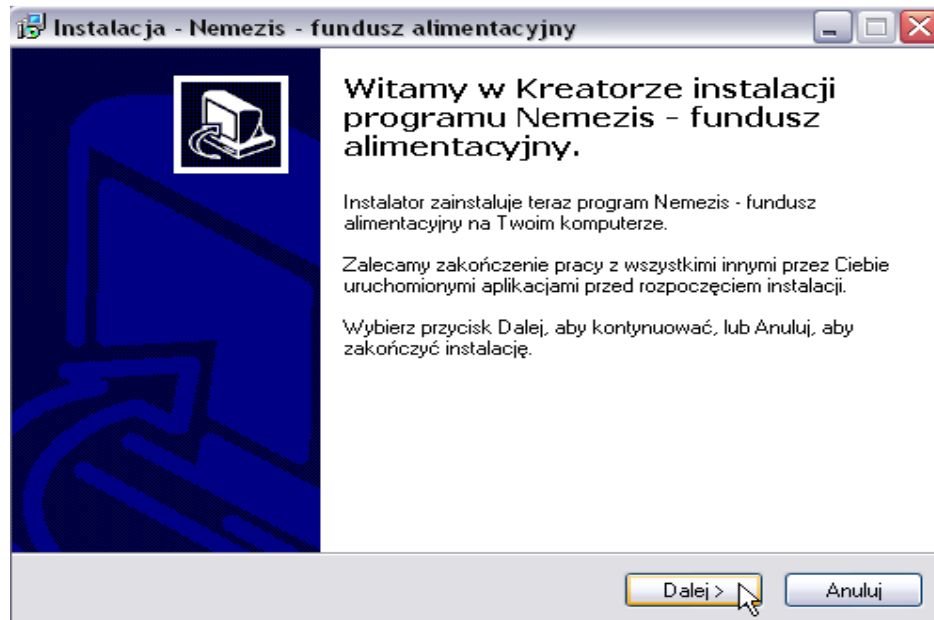 Instalacja - Nemezis - fundusz alimentacyjny
Witamy w Kreatorze instalacji
programu Nemezis - fundusz
alimentacyjny.
Instalator zainstaluje teraz program Nemezis - fundusz
alimentacyjny na Twoim komputerze.
Zalecamy zakończenie pracy z wszystkimi innymi przez Ciebie
uruchomionymi aplikacjami przed rozpoczęciem instalacji.
Wybierz przycisk Dalej, aby kontynuować, lub Anuluj, aby
zakończyć instalację.
Dalej > Anuluj